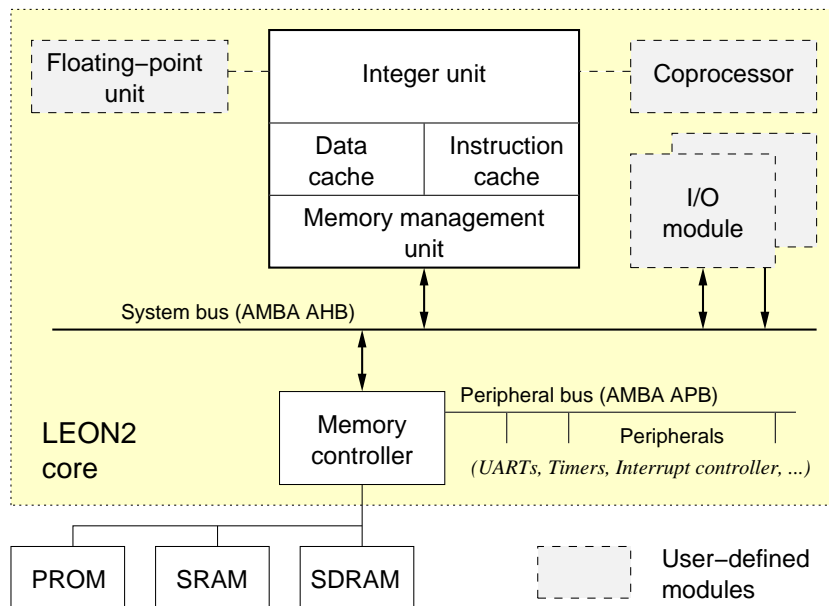 Floating−point
unit
Integer unit
Coprocessor
Data
cache
Instruction
cache
I/O
module
Memory management
unit
System bus (AMBA AHB)
Peripheral bus (AMBA APB)
Memory
controller
Peripherals
(UARTs, Timers, Interrupt controller, ...)
LEON2
core
PROM
SRAM
SDRAM
User−defined
modules